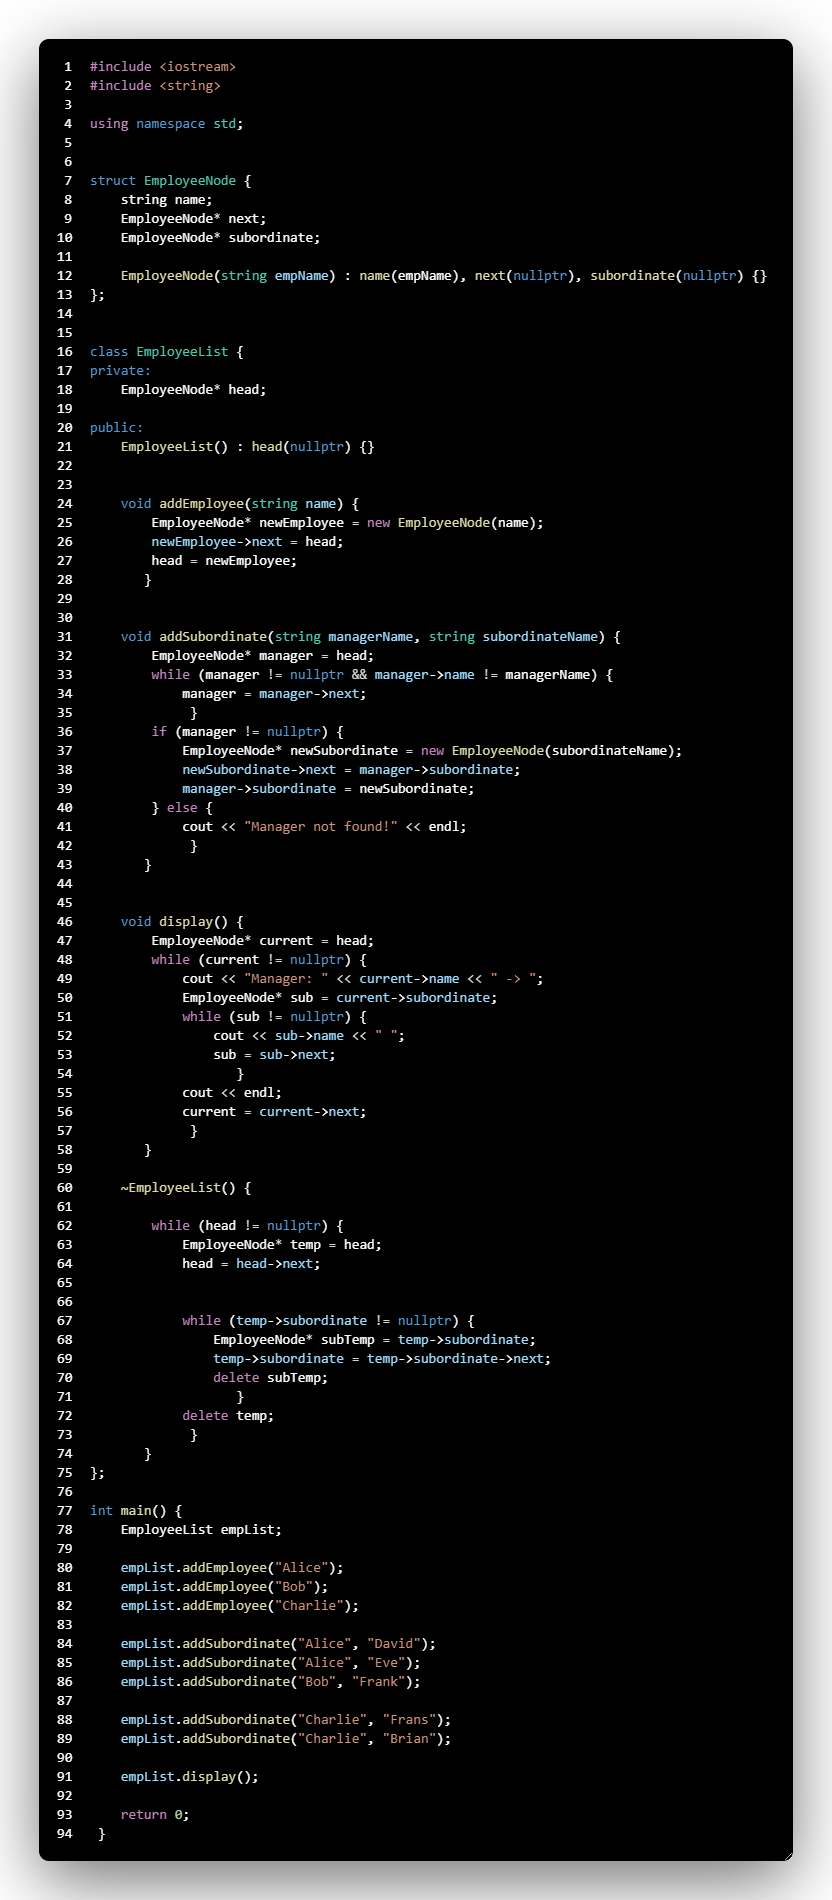 1 #include <iostream>
2 #include <string>
3
4 using namespace std;
5
6
7 struct EmployeeNode {
8     string name;
9     EmployeeNode* next;
10     EmployeeNode* subordinate;
11
12     EmployeeNode(string empName) : name(empName), next(nullptr), subordinate(nullptr) {}
13 };
14
15
16 class EmployeeList {
17 private:
18     EmployeeNode* head;
19
20 public:
21     EmployeeList() : head(nullptr) {}
22
23
24     void addEmployee(string name) {
25         EmployeeNode* newEmployee = new EmployeeNode(name);
26         newEmployee->next = head;
27         head = newEmployee;
28        }
29
30
31     void addSubordinate(string managerName, string subordinateName) {
32         EmployeeNode* manager = head;
33         while (manager != nullptr && manager->name != managerName) {
34             manager = manager->next;
35              }
36         if (manager != nullptr) {
37             EmployeeNode* newSubordinate = new EmployeeNode(subordinateName);
38             newSubordinate->next = manager->subordinate;
39             manager->subordinate = newSubordinate;
40         } else {
41             cout << "Manager not found!" << endl;
42              }
43        }
44
45
46     void display() {
47         EmployeeNode* current = head;
48         while (current != nullptr) {
49             cout << "Manager: " << current->name << " -> ";
50             EmployeeNode* sub = current->subordinate;
51             while (sub != nullptr) {
52                 cout << sub->name << " ";
53                 sub = sub->next;
54                    }
55             cout << endl;
56             current = current->next;
57              }
58        }
59
60     ~EmployeeList() {
61
62         while (head != nullptr) {
63             EmployeeNode* temp = head;
64             head = head->next;
65
66
67             while (temp->subordinate != nullptr) {
68                 EmployeeNode* subTemp = temp->subordinate;
69                 temp->subordinate = temp->subordinate->next;
70                 delete subTemp;
71                    }
72             delete temp;
73              }
74        }
75 };
76
77 int main() {
78     EmployeeList empList;
79
80     empList.addEmployee("Alice");
81     empList.addEmployee("Bob");
82     empList.addEmployee("Charlie");
83
84     empList.addSubordinate("Alice", "David");
85     empList.addSubordinate("Alice", "Eve");
86     empList.addSubordinate("Bob", "Frank");
87
88     empList.addSubordinate("Charlie", "Frans");
89     empList.addSubordinate("Charlie", "Brian");
90
91     empList.display();
92
93     return 0;
94  }